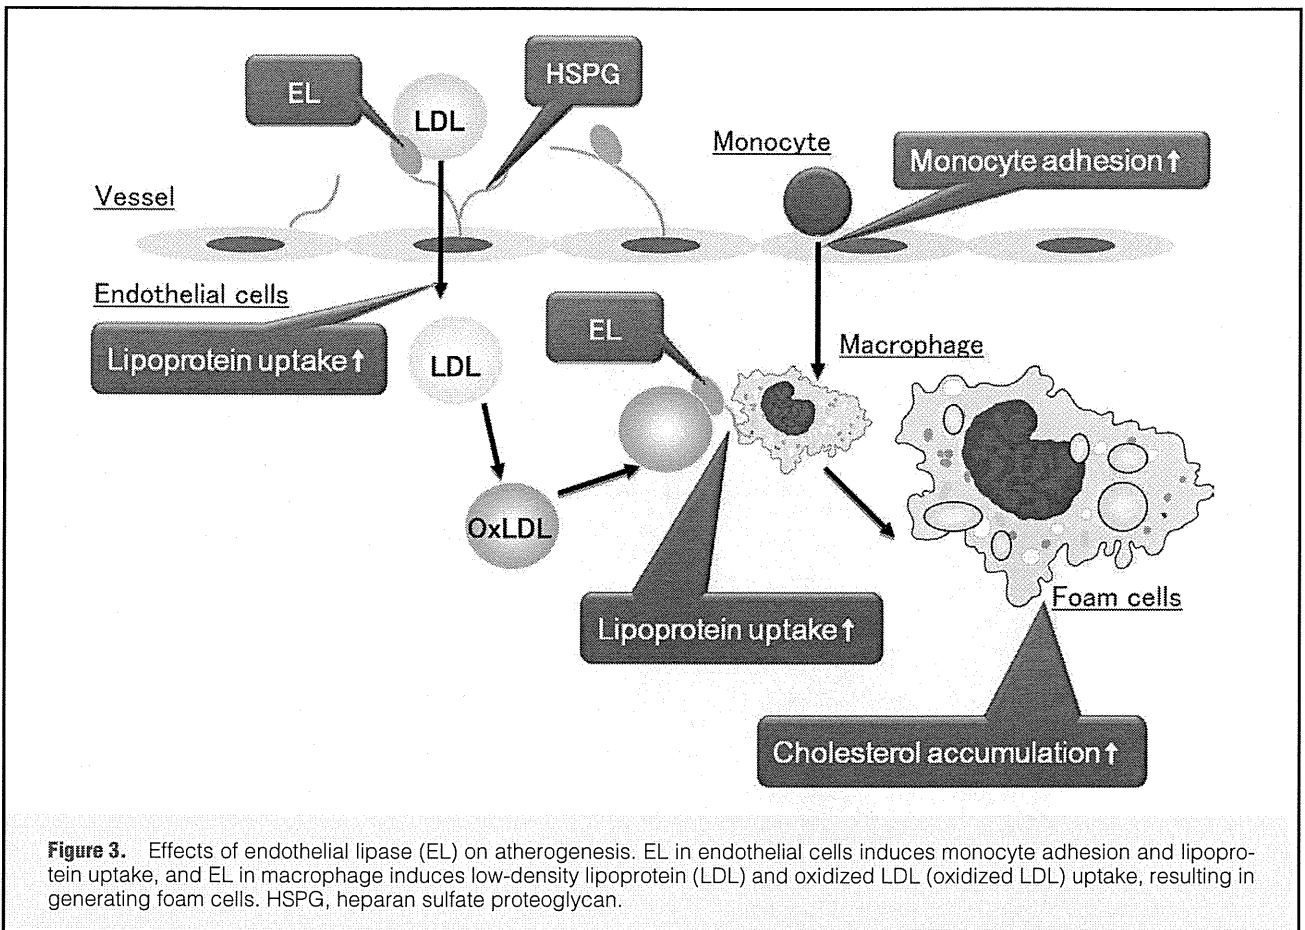 EL
LDL
HSPG
Monocyte
Monocyte adhesion↑
Vessel
Endothelial cells
Lipoprotein uptake↑
LDL
EL
Macrophage
OxLDL
Lipoprotein uptake↑
Foam cells
Cholesterol accumulation↑
Figure 3. Effects of endothelial lipase (EL) on atherogenesis. EL in endothelial cells induces monocyte adhesion and lipopro-
tein uptake, and EL in macrophage induces low-density lipoprotein (LDL) and oxidized LDL (oxidized LDL) uptake, resulting in
generating foam cells. HSPG, heparan sulfate proteoglycan.